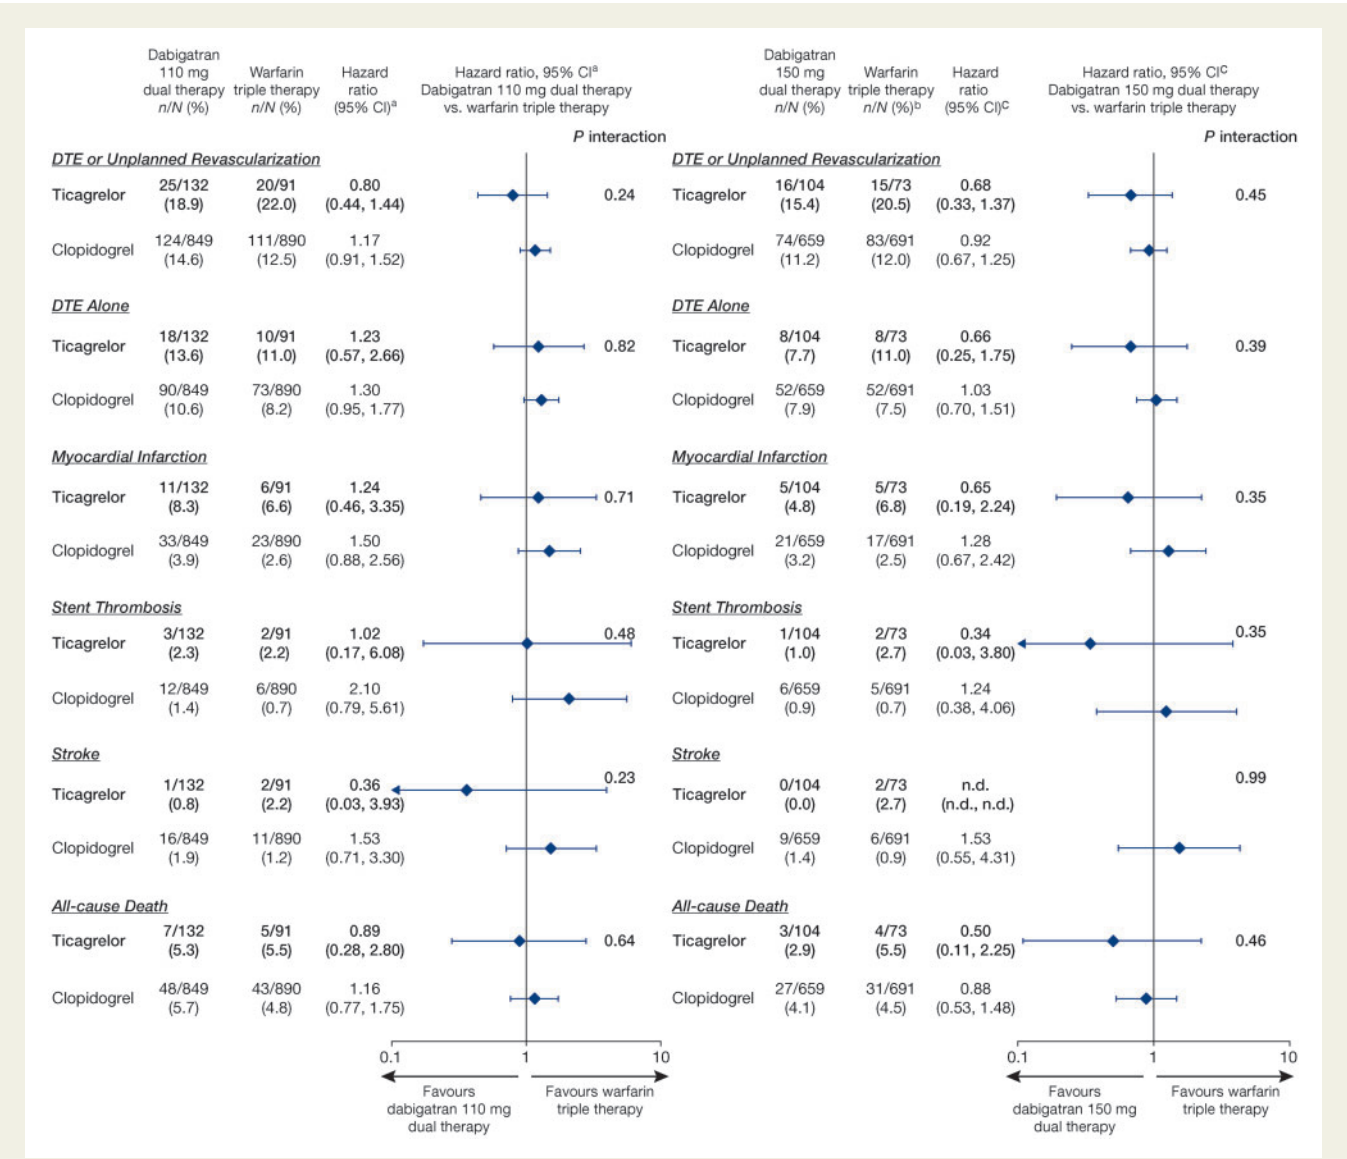 Dabigatran 110 mg dual therapy n/N (%) Warfarin triple therapy n/N (%) Hazard ratio (95% CI)a Hazard ratio, 95% CIa Dabigatran 110 mg dual therapy vs. warfarin triple therapy
P interaction
DTE or Unplanned Revascularization
Ticagrelor 25/132 20/91 0.80 0.24
(18.9) (22.0) (0.44, 1.44)
Clopidogrel 124/849 111/890 1.17
(14.6) (12.5) (0.91, 1.52)
DTE Alone
Ticagrelor 18/132 10/91 1.23 0.82
(13.6) (11.0) (0.57, 2.66)
Clopidogrel 90/849 73/890 1.30
(10.6) (8.2) (0.95, 1.77)
Myocardial Infarction
Ticagrelor 11/132 6/91 1.24 0.71
(8.3) (6.6) (0.46, 3.35)
Clopidogrel 33/849 23/890 1.50
(3.9) (2.6) (0.88, 2.56)
Stent Thrombosis
Ticagrelor 3/132 2/91 1.02 0.48
(2.3) (2.2) (0.17, 6.08)
Clopidogrel 12/849 6/890 2.10
(1.4) (0.7) (0.79, 5.61)
Stroke
Ticagrelor 1/132 2/91 0.36 0.23
(0.8) (2.2) (0.03, 3.93)
Clopidogrel 16/849 11/890 1.53
(1.9) (1.2) (0.71, 3.30)
All-cause Death
Ticagrelor 7/132 5/91 0.89 0.64
(5.3) (5.5) (0.28, 2.80)
Clopidogrel 48/849 43/890 1.16
(5.7) (4.8) (0.77, 1.75)
0.1 1 10
Favours Favours warfarin
dabigatran 110 mg triple therapy
dual therapy
Dabigatran 150 mg dual therapy n/N (%) Warfarin triple therapy n/N (%)b Hazard ratio (95% CI)c Hazard ratio, 95% CIc Dabigatran 150 mg dual therapy vs. warfarin triple therapy
P interaction
DTE or Unplanned Revascularization
Ticagrelor 16/104 15/73 0.68 0.45
(15.4) (20.5) (0.33, 1.37)
Clopidogrel 74/659 83/691 0.92
(11.2) (12.0) (0.67, 1.25)
DTE Alone
Ticagrelor 8/104 8/73 0.66 0.39
(7.7) (11.0) (0.25, 1.75)
Clopidogrel 52/659 52/691 1.03
(7.9) (7.5) (0.70, 1.51)
Myocardial Infarction
Ticagrelor 5/104 5/73 0.65 0.35
(4.8) (6.8) (0.19, 2.24)
Clopidogrel 21/659 17/691 1.28
(3.2) (2.5) (0.67, 2.42)
Stent Thrombosis
Ticagrelor 1/104 2/73 0.34 0.35
(1.0) (2.7) (0.03, 3.80)
Clopidogrel 6/659 5/691 1.24
(0.9) (0.7) (0.38, 4.06)
Stroke
Ticagrelor 0/104 2/73 n.d. 0.99
(0.0) (2.7) (n.d., n.d.)
Clopidogrel 9/659 6/691 1.53
(1.4) (0.9) (0.55, 4.31)
All-cause Death
Ticagrelor 3/104 4/73 0.50 0.46
(2.9) (5.5) (0.11, 2.25)
Clopidogrel 27/659 31/691 0.88
(4.1) (4.5) (0.53, 1.48)
0.1 1 10
Favours Favours warfarin
dabigatran 150 mg triple therapy
dual therapy